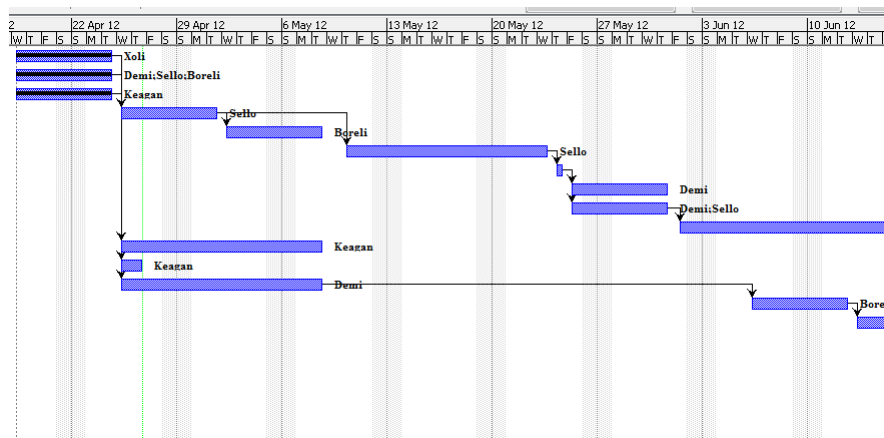 2 22 Apr 12 29 Apr 12 6 May 12 13 May 12 20 May 12 27 May 12 3 Jun 12 10 Jun 12
W T F S S M T W T F S S M T W T F S S M T W T F S S M T W T F S S M T W T F S S M T W T F S S M T W T F S S M T W T
Xoli
Demi;Sello;Boreli
Keagan
Sello
Boreli
Sello
Demi
Demi;Sello
Keagan
Keagan
Demi
Bore